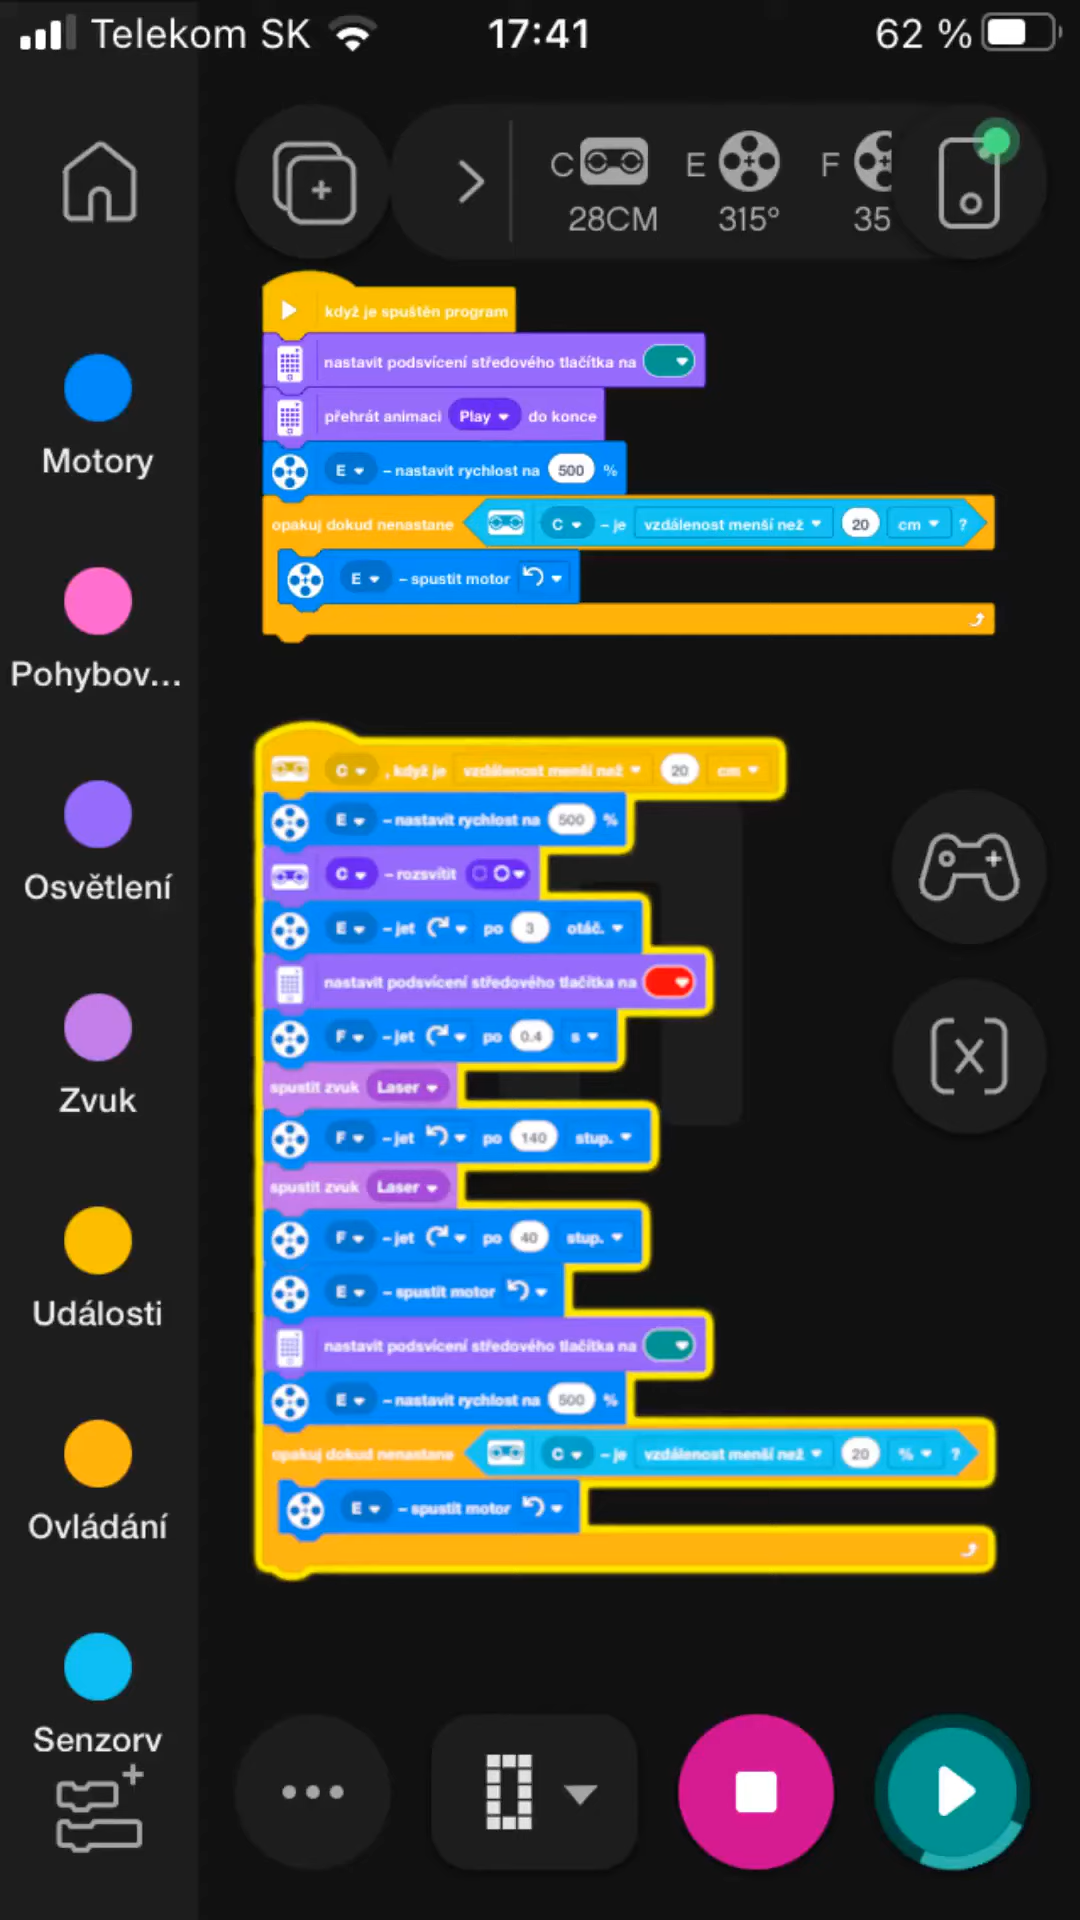 Telekom SK 17:41 62 %
C E F
28CM 315° 35
když je spuštěn program
nastavit podsvícení středového tlačítka na
přehrát animaci Play do konce
E – nastavit rychlost na 500 %
opakuj dokud nenastane C – je vzdálenost menší než 20 cm ?
E – spustit motor
C , když je vzdálenost menší než 20 cm
E – nastavit rychlost na 500 %
C – rozsvítit
E – jet po 3 otáč.
nastavit podsvícení středového tlačítka na
F – jet po 0.4 s
spustit zvuk Laser
F – jet po 140 stup.
spustit zvuk Laser
F – jet po 40 stup.
E – spustit motor
nastavit podsvícení středového tlačítka na
E – nastavit rychlost na 500 %
opakuj dokud nenastane C – je vzdálenost menší než 20 % ?
E – spustit motor
Motory
Pohybov...
Osvětlení
Zvuk
Události
Ovládání
Senzory
0